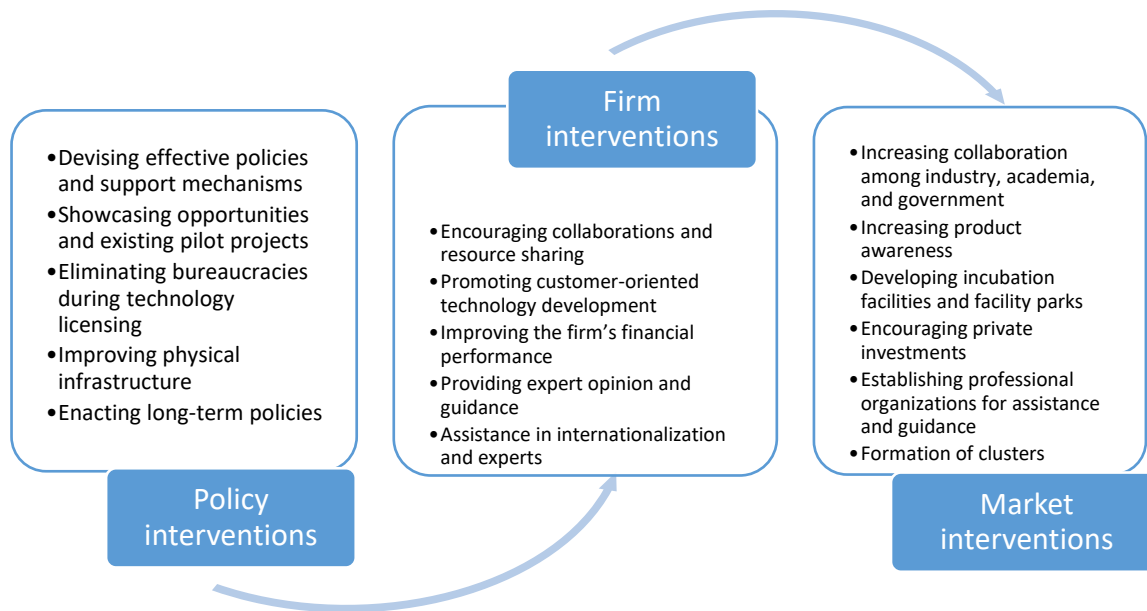 •Devising effective policies
and support mechanisms
•Showcasing opportunities
and existing pilot projects
•Eliminating bureaucracies
during technology
licensing
•Improving physical
infrastructure
•Enacting long-term policies
Policy
interventions
Firm
interventions
•Encouraging collaborations and
resource sharing
•Promoting customer-oriented
technology development
•Improving the firm’s financial
performance
•Providing expert opinion and
guidance
•Assistance in internationalization
and experts
•Increasing collaboration
among industry, academia,
and government
•Increasing product
awareness
•Developing incubation
facilities and facility parks
•Encouraging private
investments
•Establishing professional
organizations for assistance
and guidance
•Formation of clusters
Market
interventions